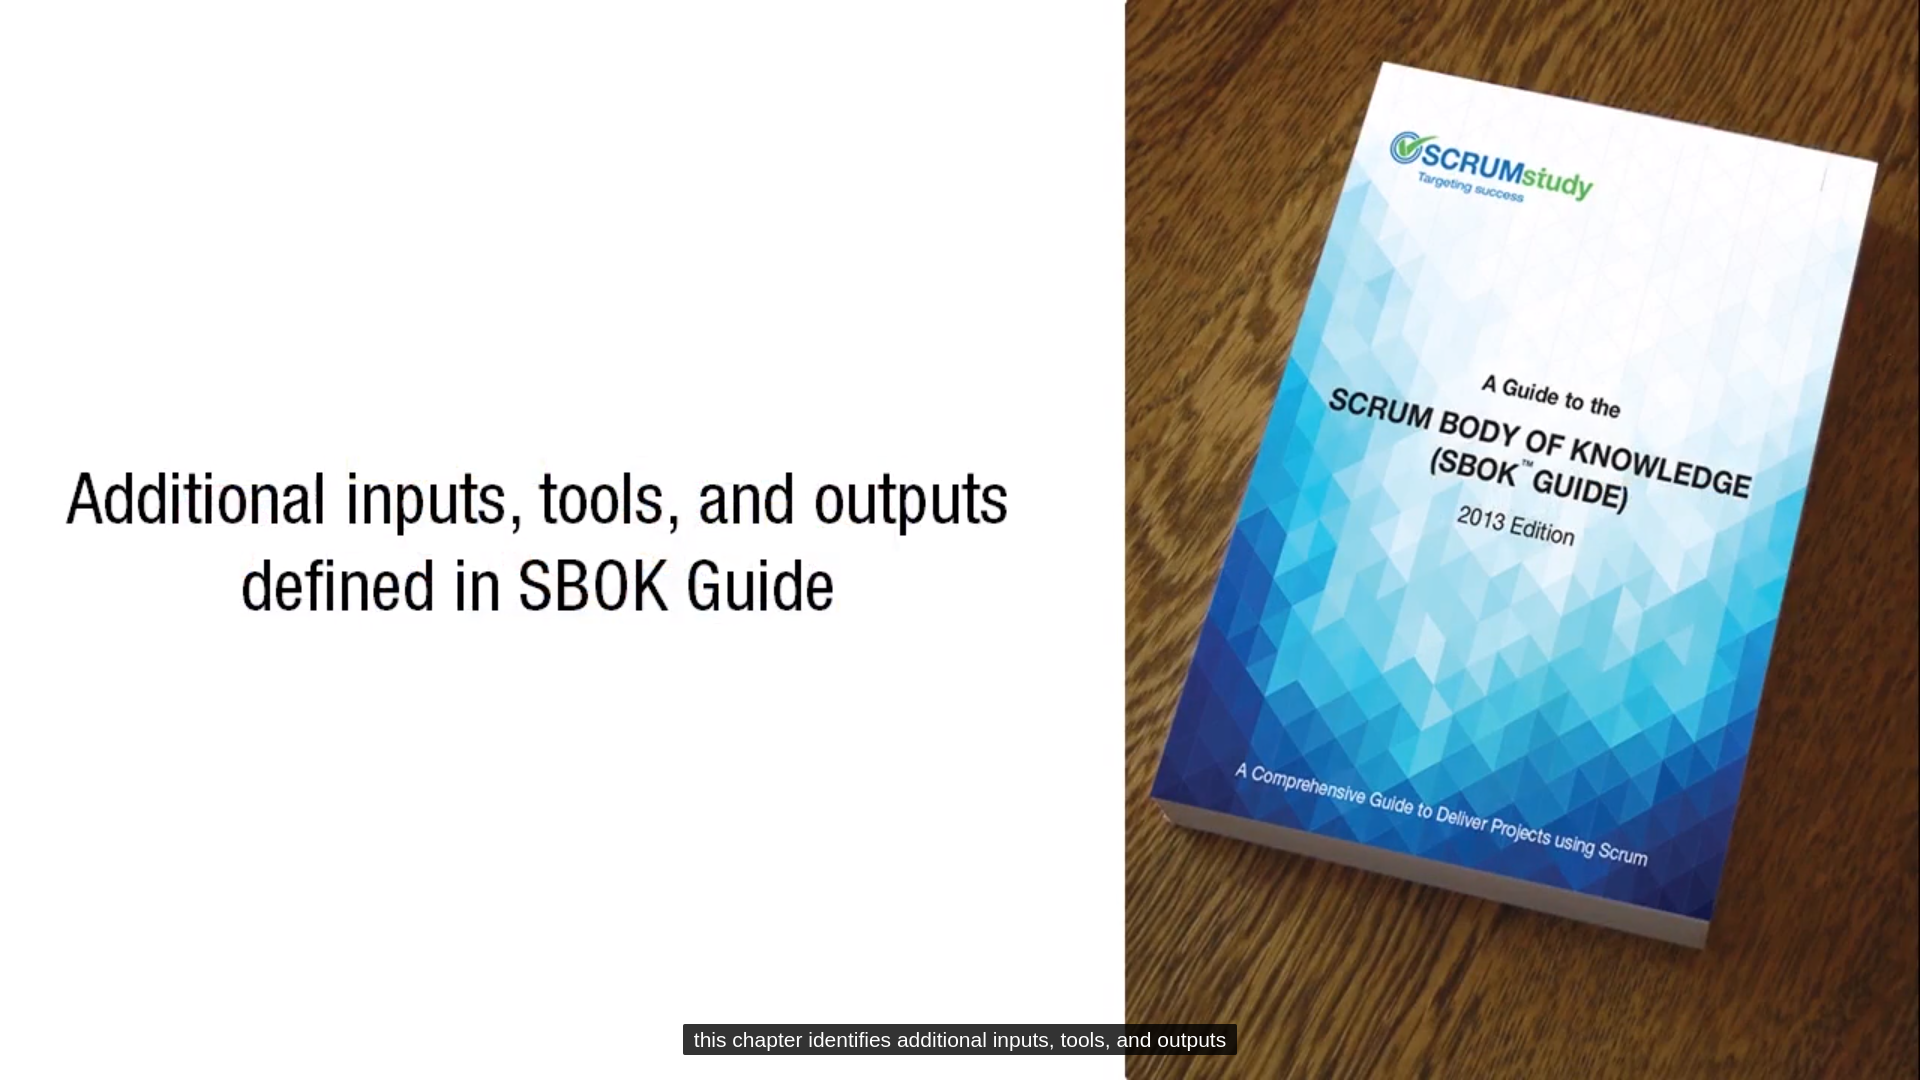 Additional inputs, tools, and outputs
defined in SBOK Guide
SCRUMstudy
Targeting success
A Guide to the
SCRUM BODY OF KNOWLEDGE
(SBOK™ GUIDE)
2013 Edition
A Comprehensive Guide to Deliver Projects using Scrum
this chapter identifies additional inputs, tools, and outputs